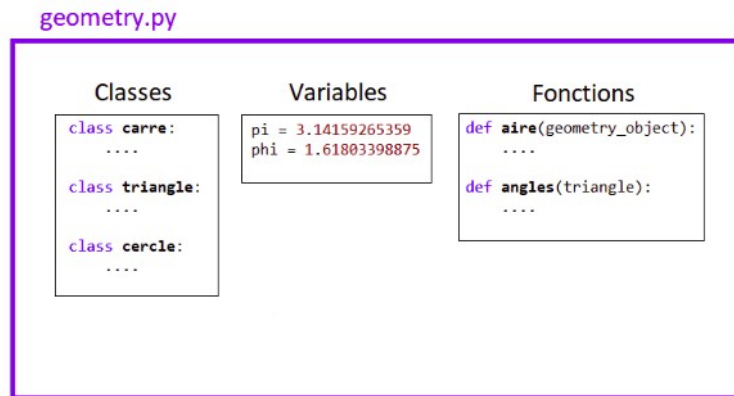 geometry.py
Classes
class carre:
....
class triangle:
....
class cercle:
....
Variables
pi = 3.14159265359
phi = 1.61803398875
Fonctions
def aire(geometry_object):
....
def angles(triangle):
....